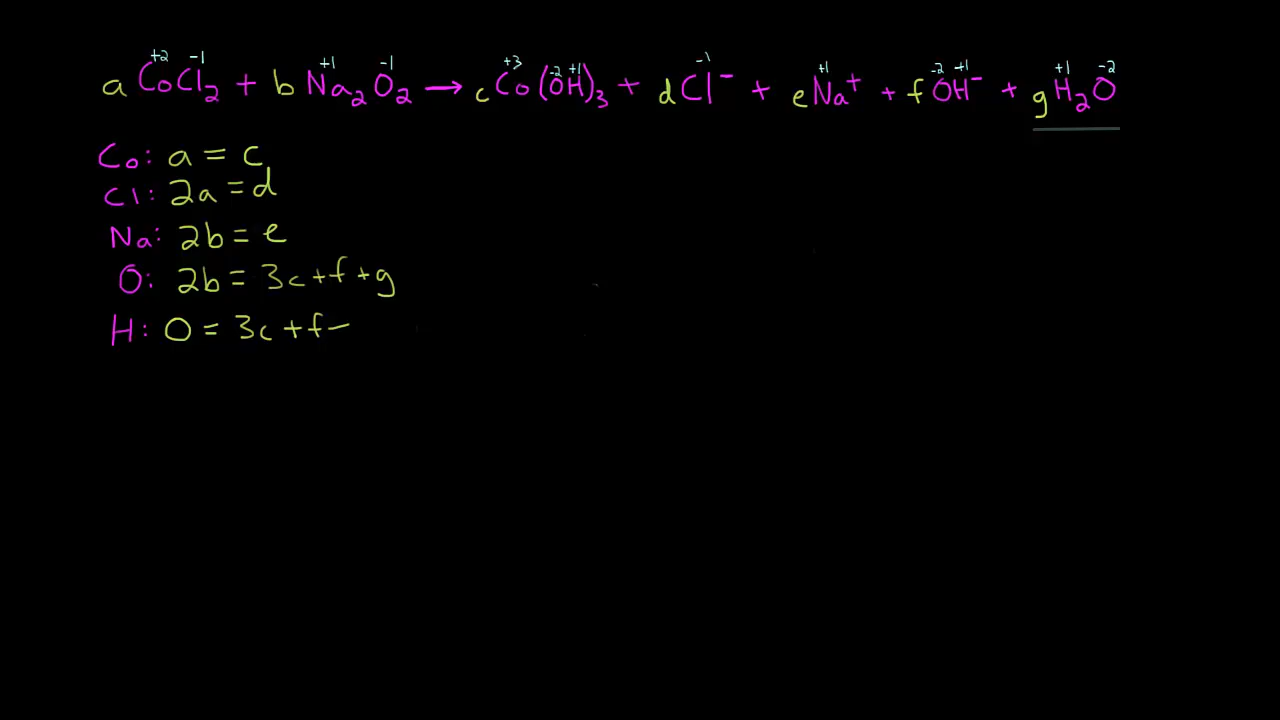 +2 -1 +1 -1 +3 -2 +1 -1 +1 -2 +1 +1 -2
a CoCl₂ + b Na₂O₂ → c Co(OH)₃ + d Cl⁻ + e Na⁺ + f OH⁻ + g H₂O
Co: a = c
Cl: 2a = d
Na: 2b = e
O: 2b = 3c + f + g
H: 0 = 3c + f –